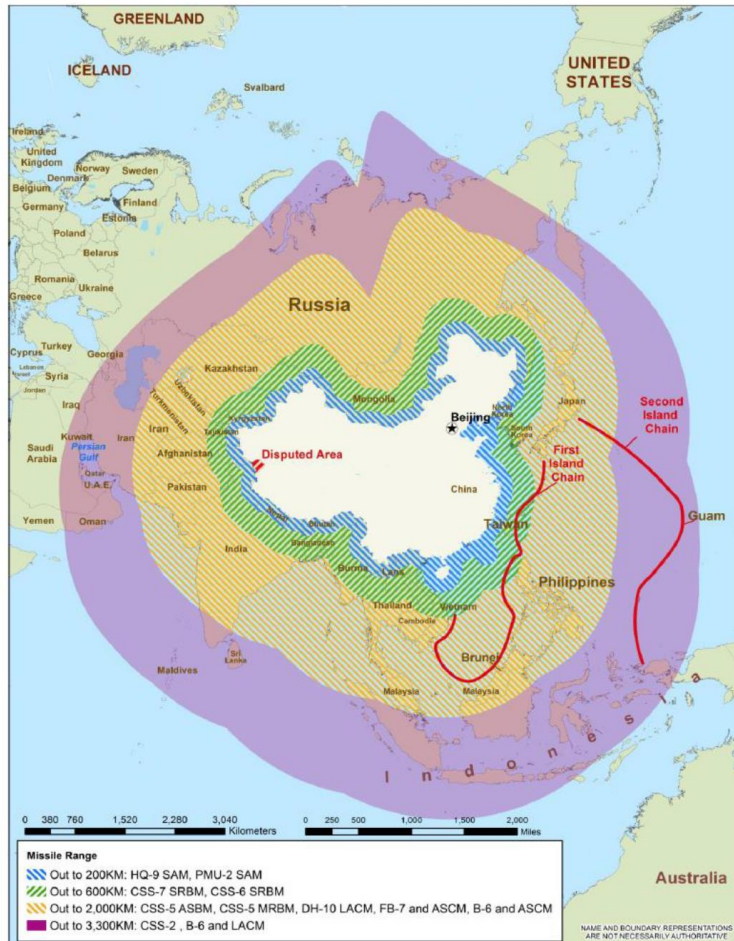 GREENLAND
UNITED
STATES
ICELAND
Svalbard
Ireland
United
Kingdom
Norway
Sweden
Denmark
Finland
Belgium
Germany
Estonia
Poland
Belarus
Romania
Ukraine
Greece
Russia
Turkey
Georgia
Cyprus
Lebanon
Israel
Syria
Jordan
Kazakhstan
Uzbekistan
Turkmenistan
Mongolia
Kyrgyzstan
Tajikistan
Beijing
North
Korea
South
Korea
Japan
Second
Island
Chain
Iraq
Kuwait
Iran
Iran
Persian
Gulf
Saudi
Arabia
Qatar
U.A.E.
Afghanistan
Disputed Area
First
Island
Chain
Pakistan
China
Guam
Yemen
Oman
Nepal
Bhutan
Bangladesh
Taiwan
India
Burma
Laos
Philippines
Thailand
Vietnam
Cambodia
Sri
Lanka
Brunei
Maldives
Malaysia
Malaysia
Indonesia
0 380 760 1,520 2,280 3,040
Kilometers
0 250 500 1,000 1,500 2,000
Miles
Australia
Missile Range
Out to 200KM: HQ-9 SAM, PMU-2 SAM
Out to 600KM: CSS-7 SRBM, CSS-6 SRBM
Out to 2,000KM: CSS-5 ASBM, CSS-5 MRBM, DH-10 LACM, FB-7 and ASCM, B-6 and ASCM
Out to 3,300KM: CSS-2 , B-6 and LACM
NAME AND BOUNDARY REPRESENTATIONS
ARE NOT NECESSARILY AUTHORITATIVE.